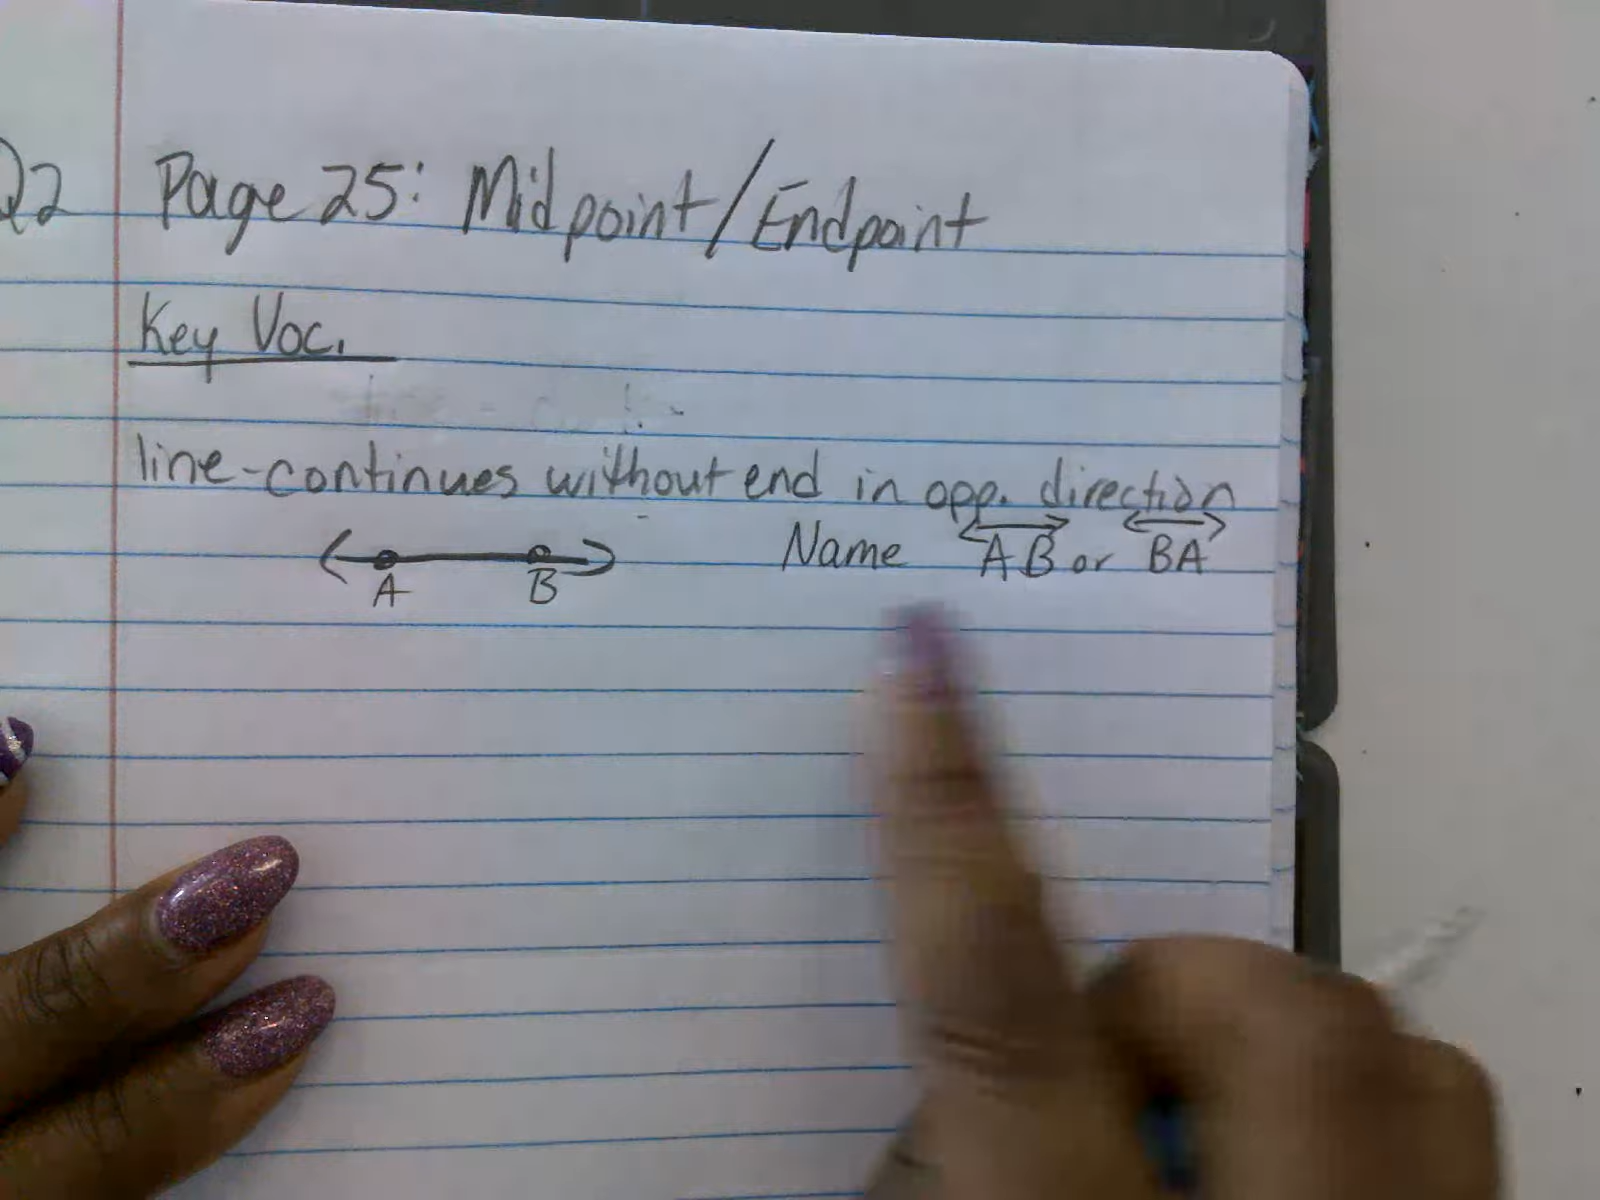 Q2 Page 25: Midpoint/Endpoint
Key Voc.
line-continues without end in opp. direction
A B Name AB or BA